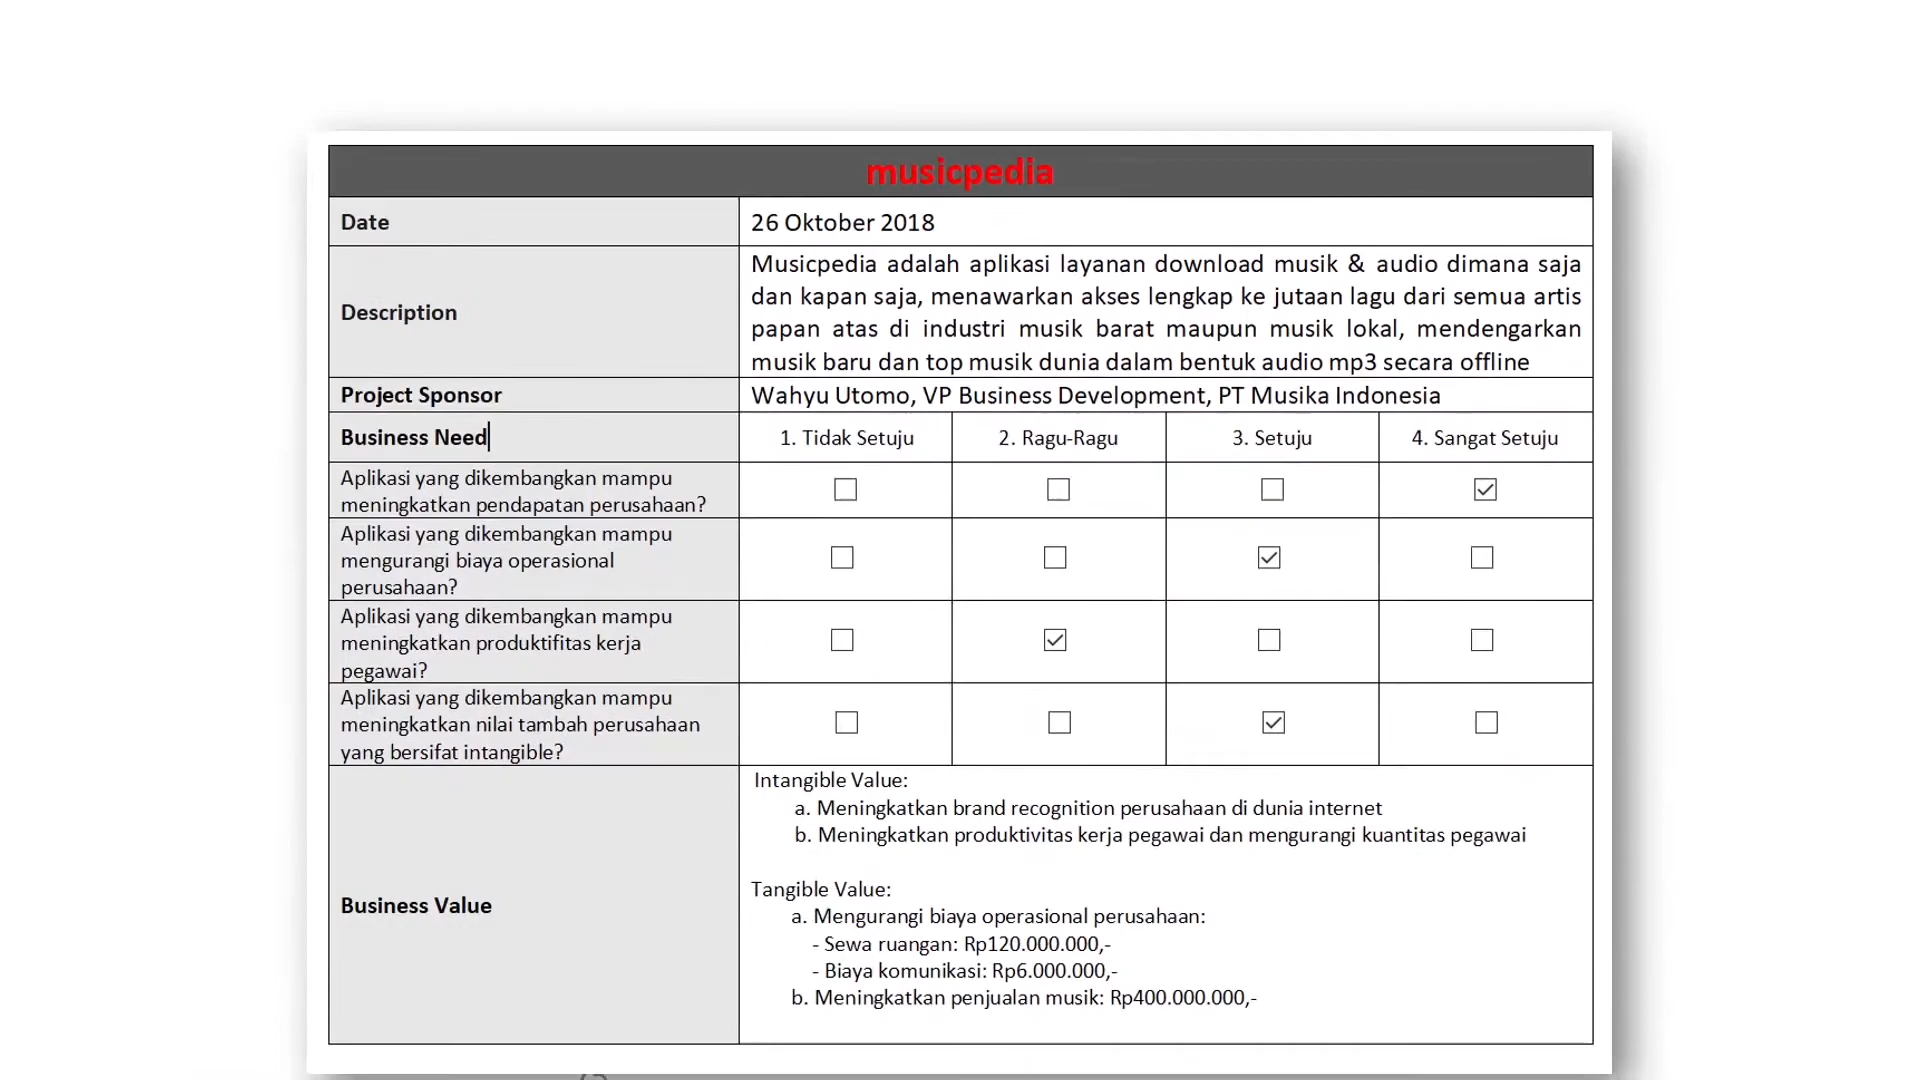 musicpedia
Date
26 Oktober 2018
Description
Musicpedia adalah aplikasi layanan download musik & audio dimana saja
dan kapan saja, menawarkan akses lengkap ke jutaan lagu dari semua artis
papan atas di industri musik barat maupun musik lokal, mendengarkan
musik baru dan top musik dunia dalam bentuk audio mp3 secara offline
Project Sponsor
Wahyu Utomo, VP Business Development, PT Musika Indonesia
Business Need
1. Tidak Setuju
2. Ragu-Ragu
3. Setuju
4. Sangat Setuju
Aplikasi yang dikembangkan mampu
meningkatkan pendapatan perusahaan?
Aplikasi yang dikembangkan mampu
mengurangi biaya operasional
perusahaan?
Aplikasi yang dikembangkan mampu
meningkatkan produktifitas kerja
pegawai?
Aplikasi yang dikembangkan mampu
meningkatkan nilai tambah perusahaan
yang bersifat intangible?
Business Value
Intangible Value:
a. Meningkatkan brand recognition perusahaan di dunia internet
b. Meningkatkan produktivitas kerja pegawai dan mengurangi kuantitas pegawai
Tangible Value:
a. Mengurangi biaya operasional perusahaan:
- Sewa ruangan: Rp120.000.000,-
- Biaya komunikasi: Rp6.000.000,-
b. Meningkatkan penjualan musik: Rp400.000.000,-